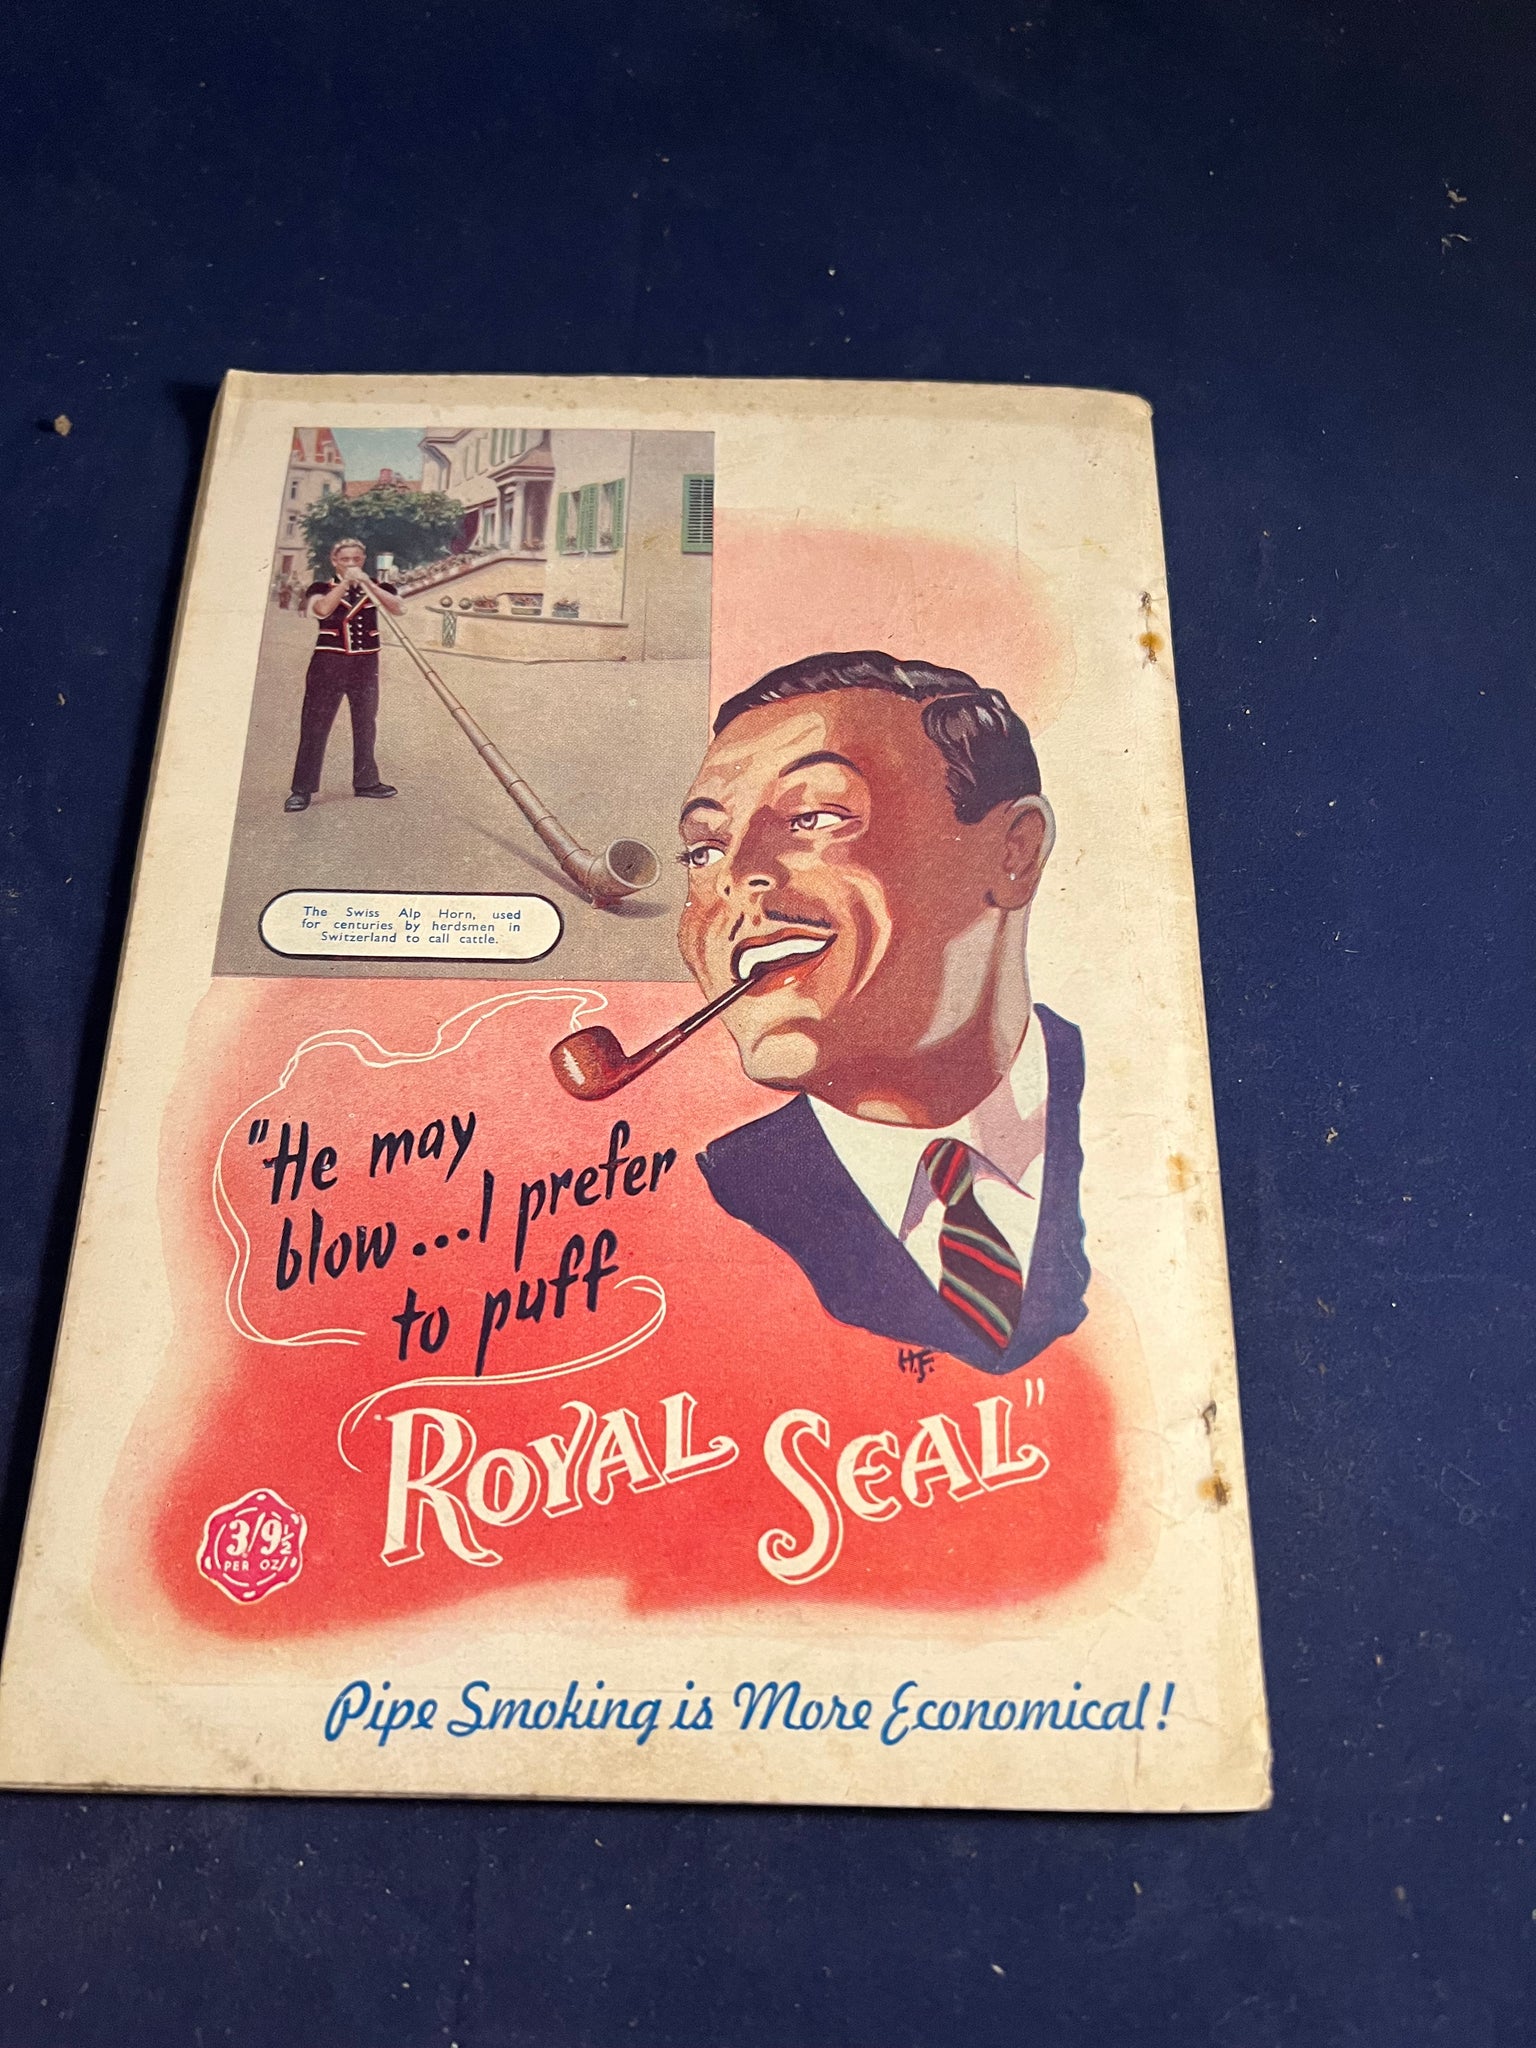 The Swiss Alp Horn, used
for centuries by herdsmen in
Switzerland to call cattle.
"He may
blow...I prefer
to puff
H.F.
ROYAL SEAL"
3/9½
PER OZ
Pipe Smoking is More Economical!